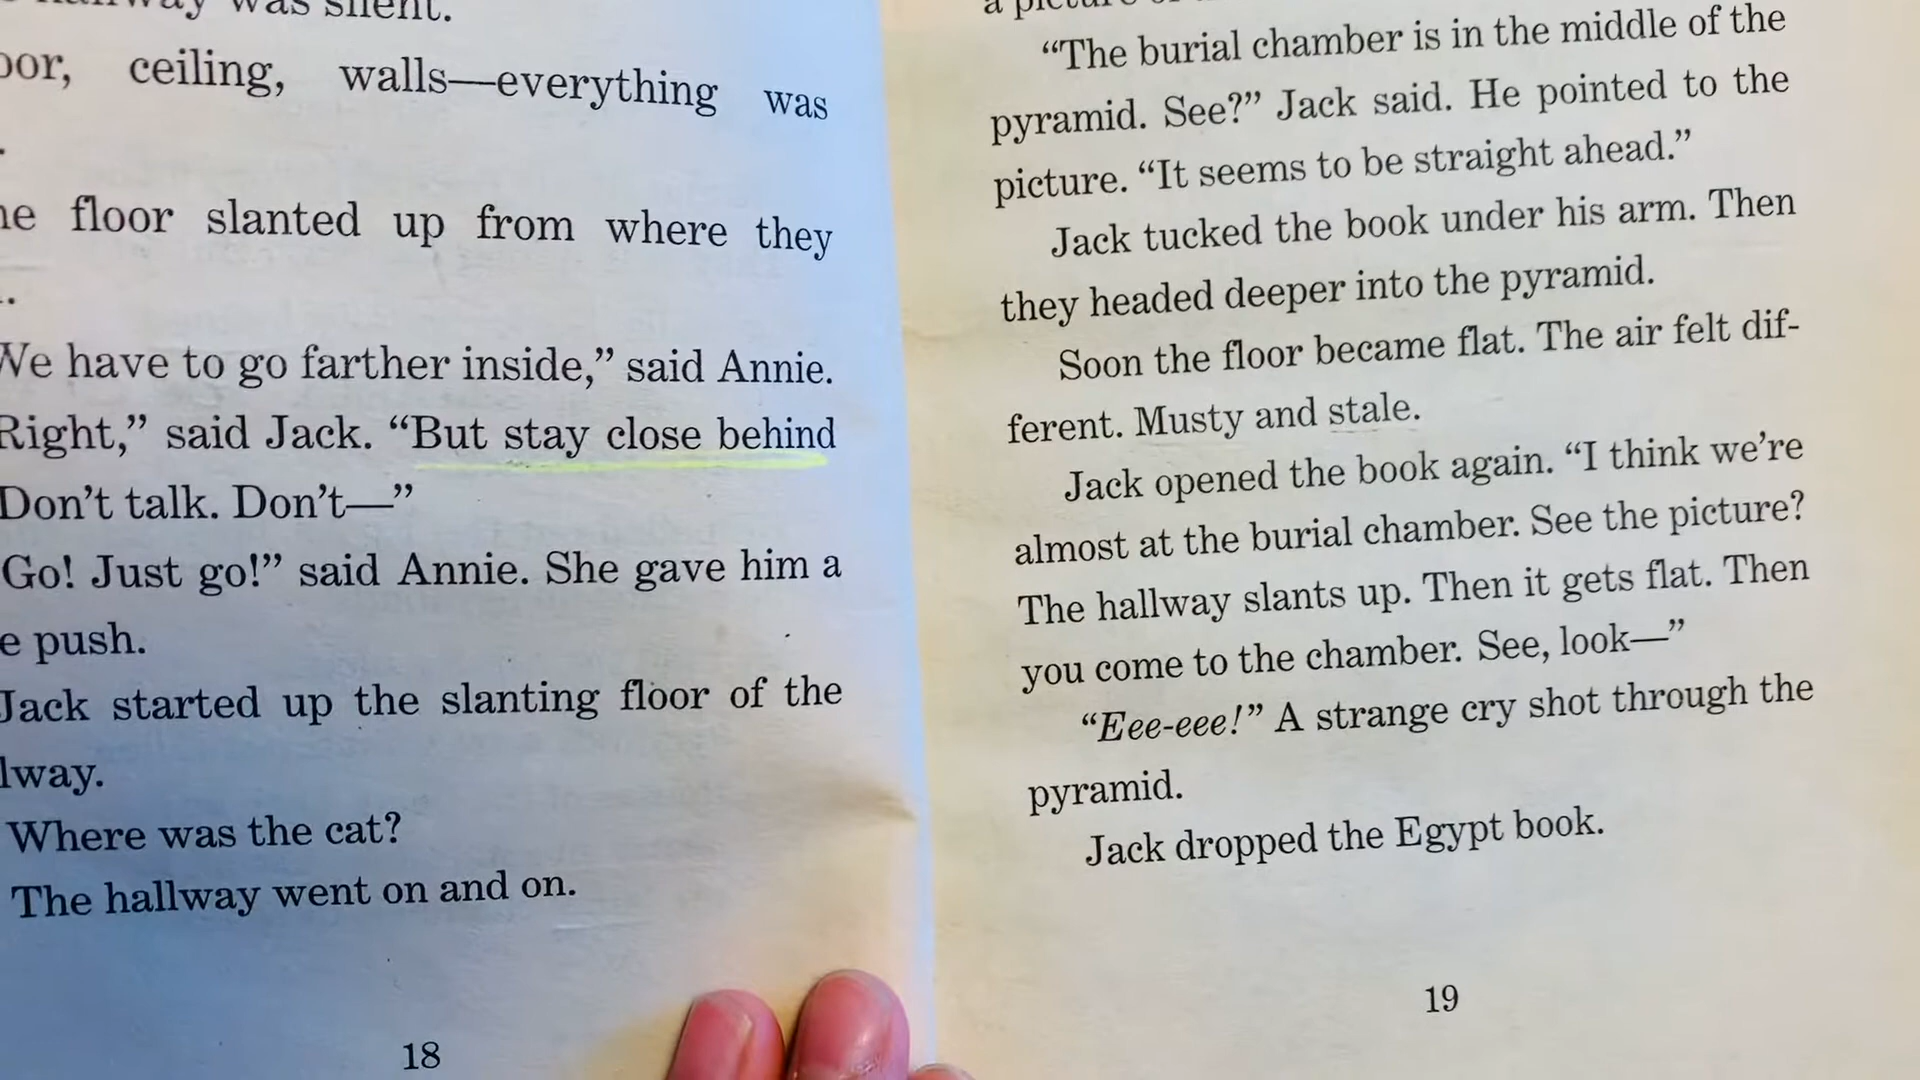 was silent.
ceiling, walls—everything was
floor slanted up from where they
We have to go farther inside,” said Annie.
Right,” said Jack. “But stay close behind
Don’t talk. Don’t—”
Go! Just go!” said Annie. She gave him a
push.
Jack started up the slanting floor of the
lway.
Where was the cat?
The hallway went on and on.
18
a picture
“The burial chamber is in the middle of the
pyramid. See?” Jack said. He pointed to the
picture. “It seems to be straight ahead.”
Jack tucked the book under his arm. Then
they headed deeper into the pyramid.
Soon the floor became flat. The air felt dif-
ferent. Musty and stale.
Jack opened the book again. “I think we’re
almost at the burial chamber. See the picture?
The hallway slants up. Then it gets flat. Then
you come to the chamber. See, look—”
“Eee-eee!” A strange cry shot through the
pyramid.
Jack dropped the Egypt book.
19